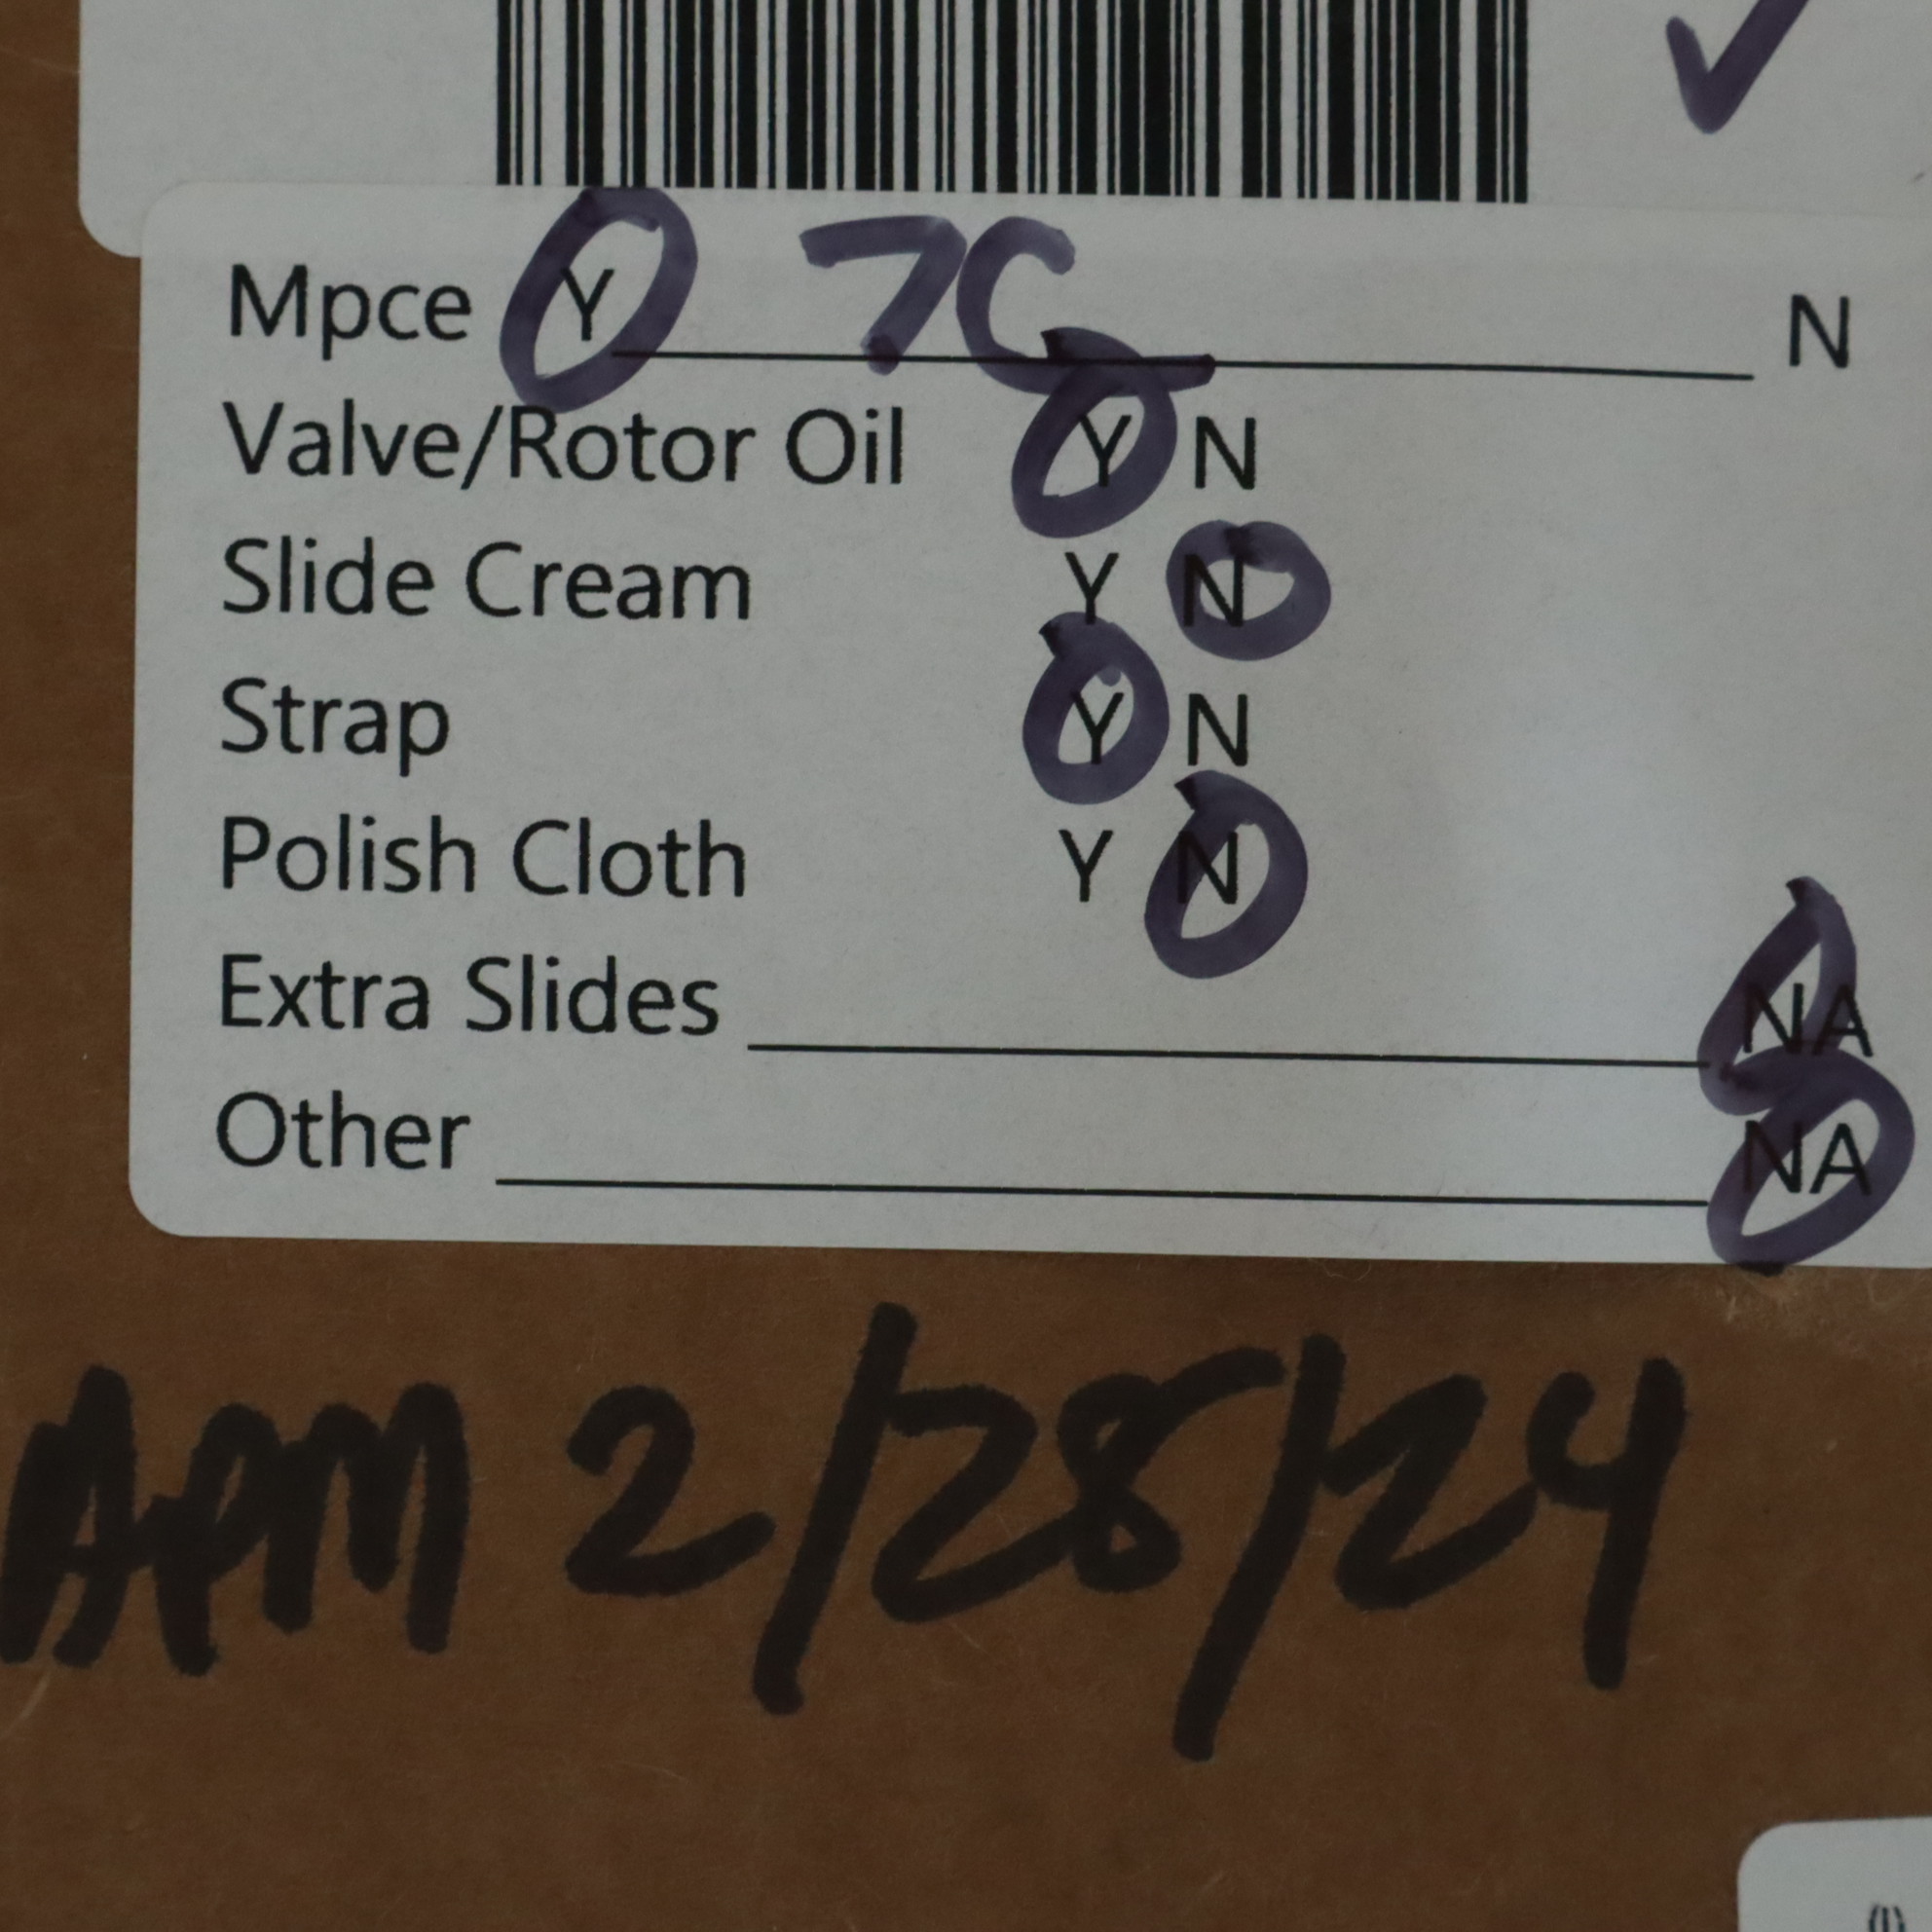 Mpce Y 7C N
Valve/Rotor Oil Y N
Slide Cream Y N
Strap Y N
Polish Cloth Y N
Extra Slides NA
Other NA
APM 2/28/24